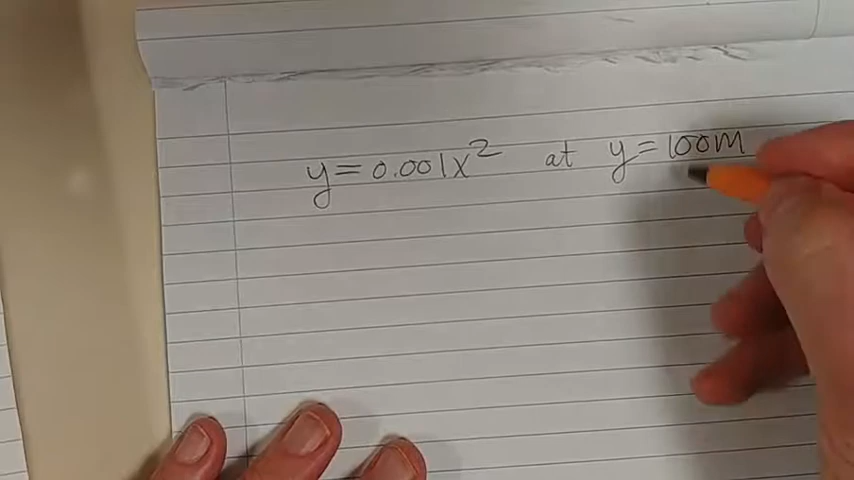 y = 0.001x² at y = 100M